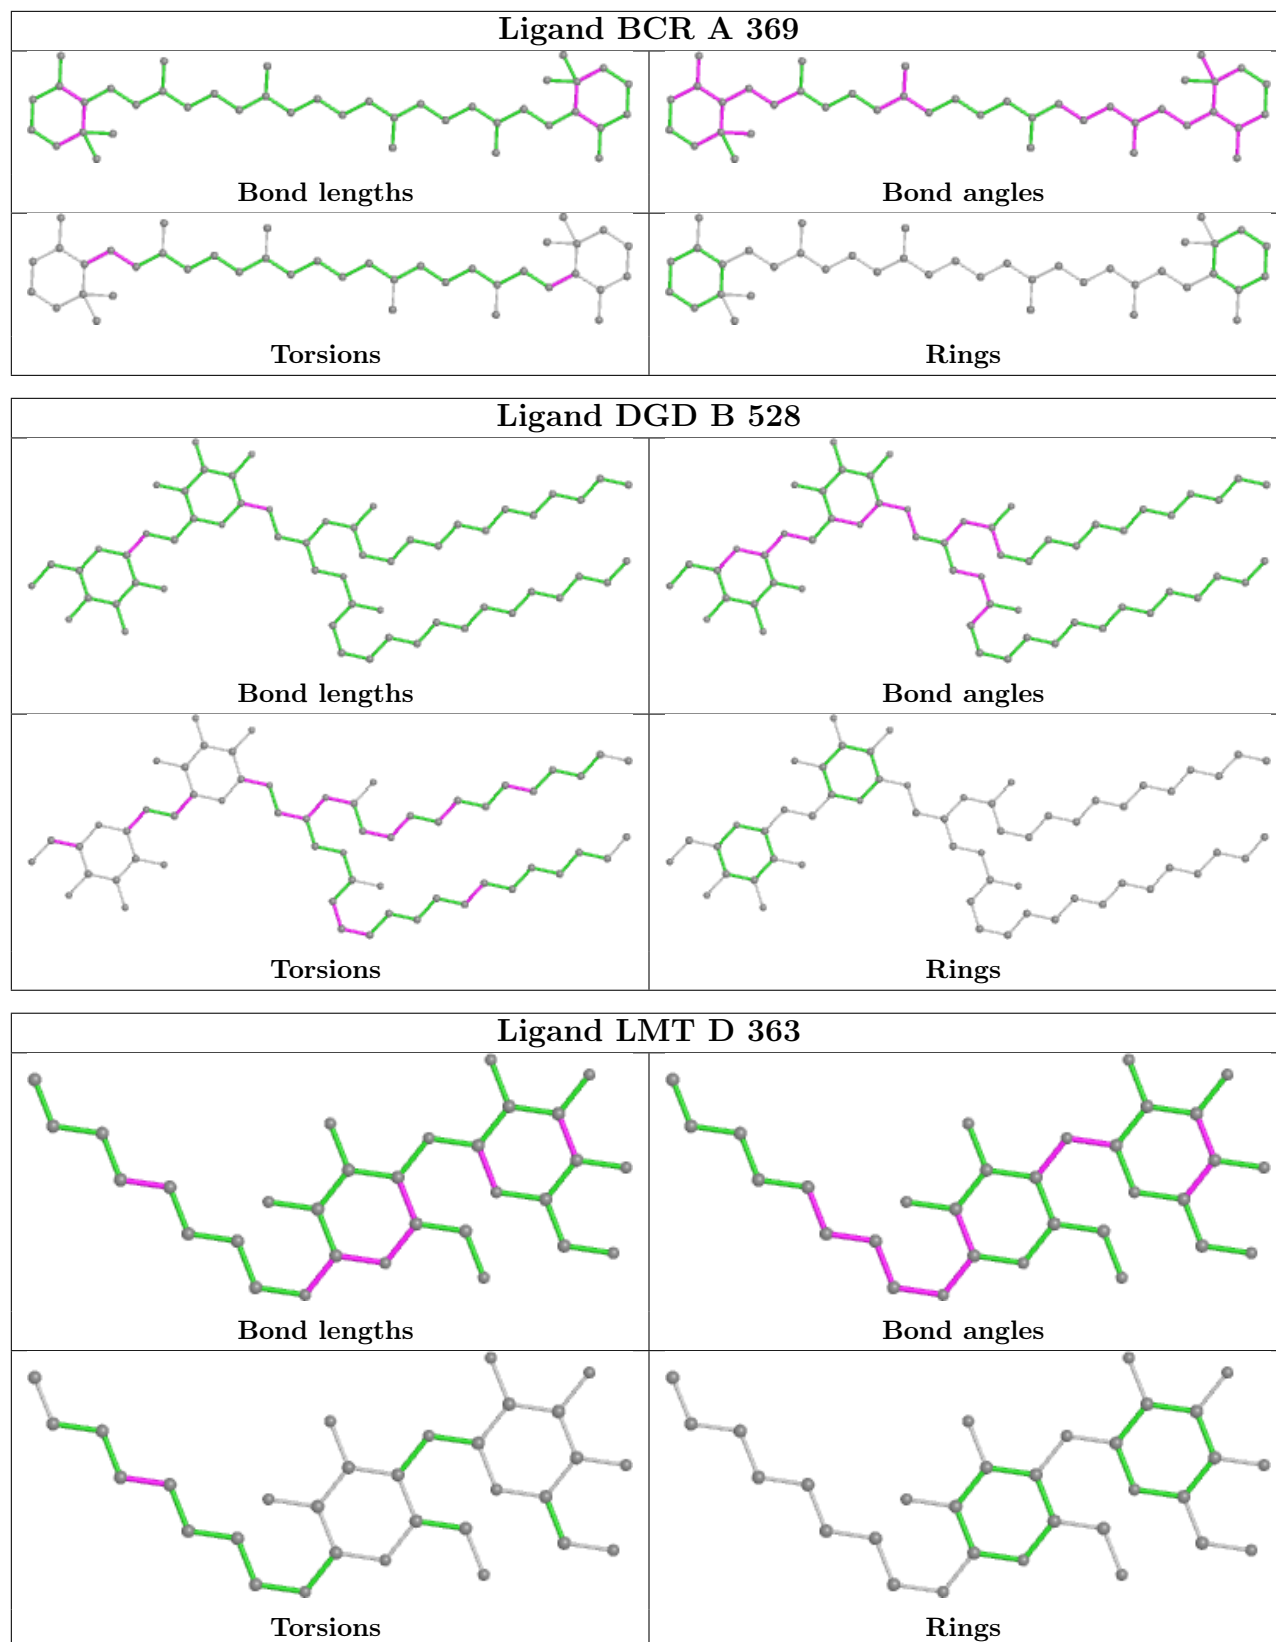 Ligand BCR A 369
Bond lengths
Bond angles
Torsions
Rings
Ligand DGD B 528
Bond lengths
Bond angles
Torsions
Rings
Ligand LMT D 363
Bond lengths
Bond angles
Torsions
Rings